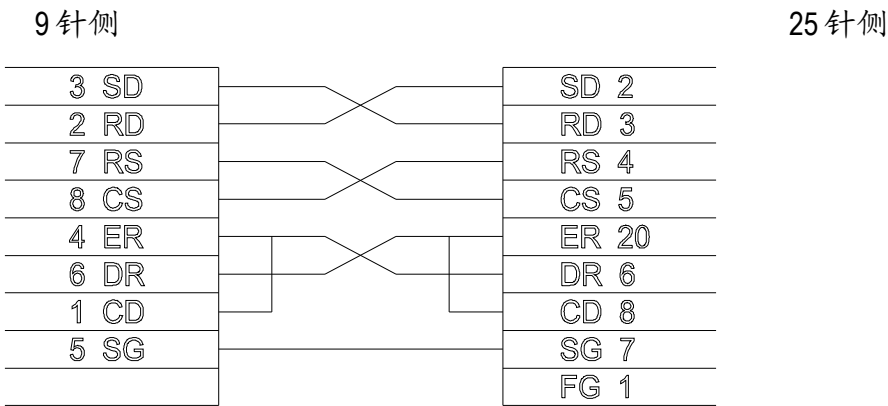 9针侧 25针侧
3 SD SD 2
2 RD RD 3
7 RS RS 4
8 CS CS 5
4 ER ER 20
6 DR DR 6
1 CD CD 8
5 SG SG 7
FG 1